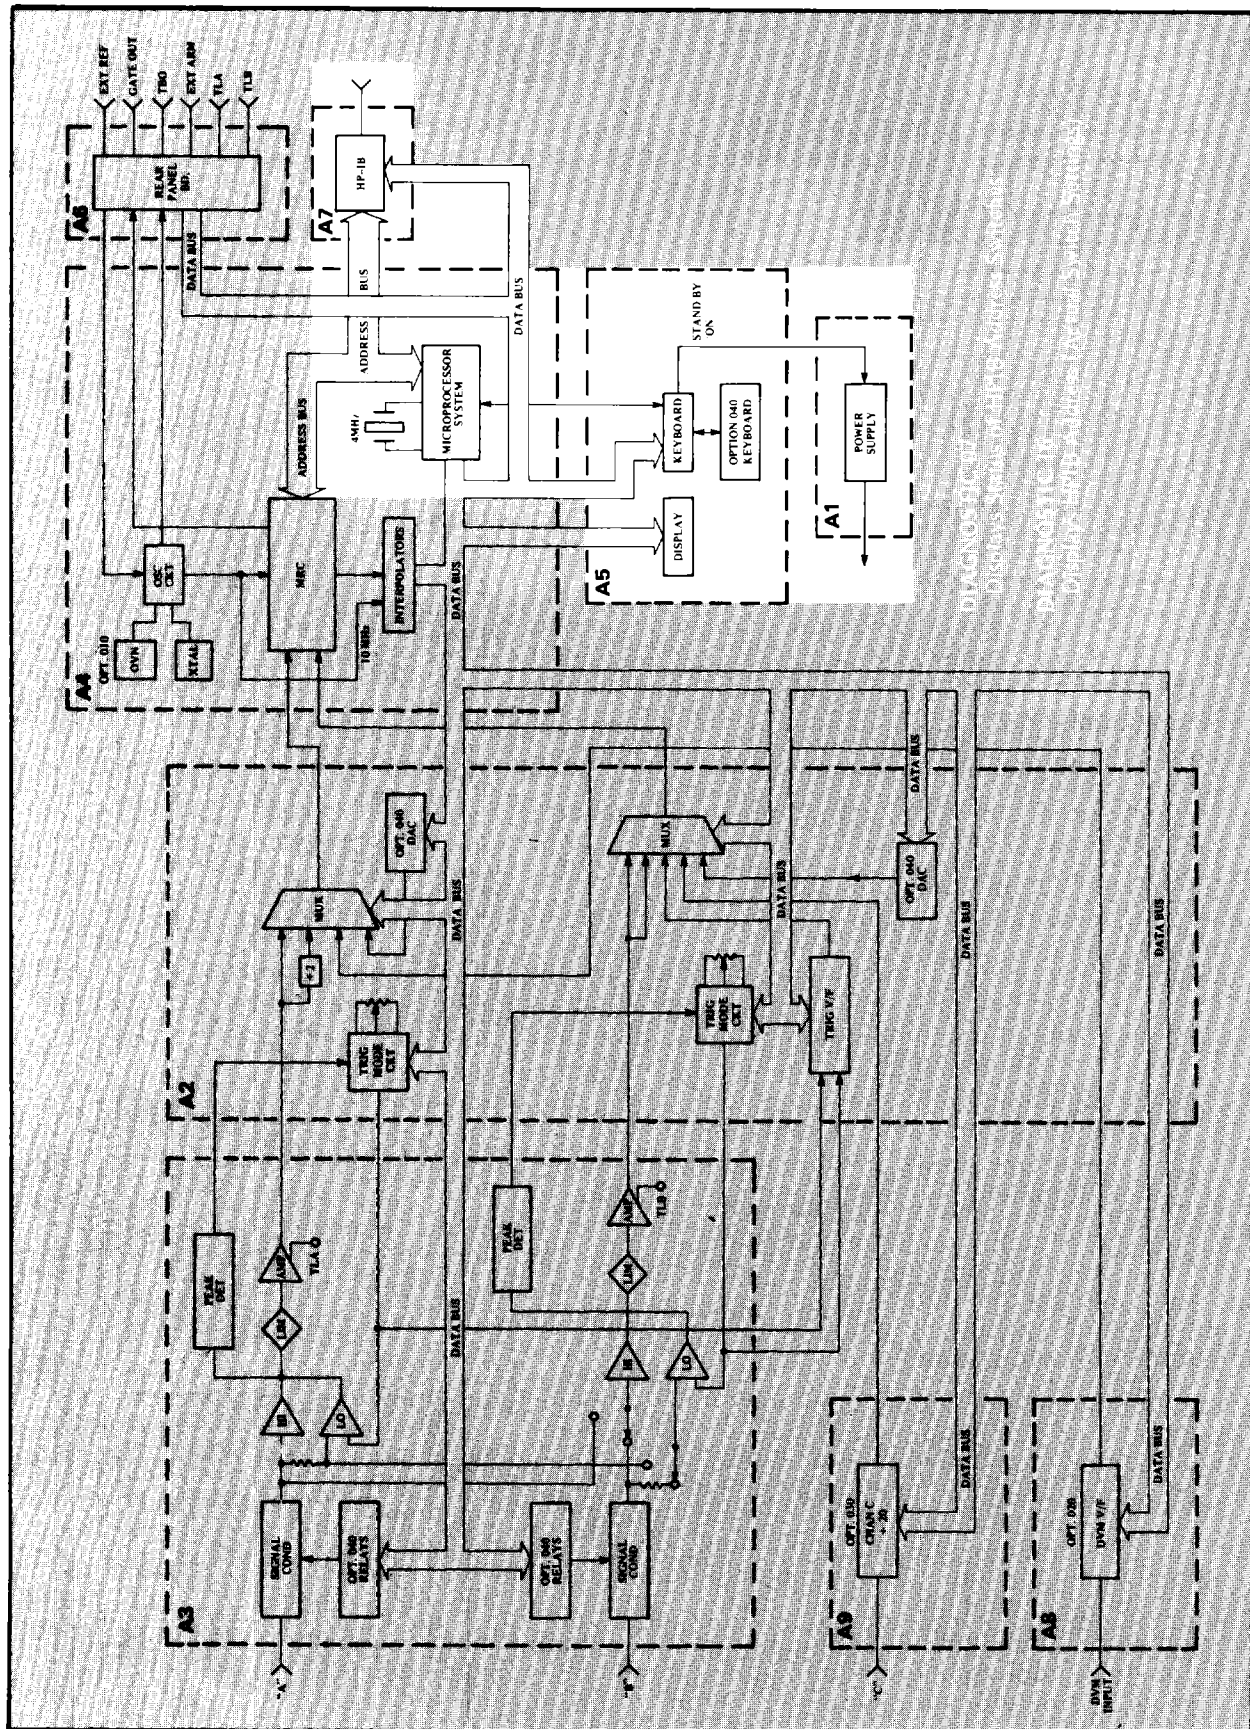 A6
REAR
PANEL
BD.
EXT REF
GATE OUT
TBO
EXT ARM
TLA
TLB
DATA BUS
A7
HP-IB
ADDRESS BUS
DATA BUS
A4
OPT. 010
OVN
XTAL
OSC
CKT
MRC
ADDRESS BUS
4MHz
MICROPROCESSOR
SYSTEM
10 MHz
INTERPOLATORS
DATA BUS
A5
DISPLAY
KEYBOARD
OPTION 040
KEYBOARD
STAND BY
ON
A1
POWER
SUPPLY
A2
MUX
÷ 2
OPT. 040
DAC
TRIG
MODE
CKT
DATA BUS
MUX
TRIG
MODE
CKT
DATA BUS
TRIG V/F
OPT. 040
DAC
DATA BUS
DATA BUS
DATA BUS
A3
"A"
SIGNAL
COND
OPT. 040
RELAYS
HI
LO
PEAK
DET
LIM
AMP
TLA
DATA BUS
"B"
OPT. 040
RELAYS
SIGNAL
COND
HI
LO
PEAK
DET
LIM
AMP
TLB
A9
"C"
OPT. 030
CHAN C
÷ 20
DATA BUS
A8
DVM
INPUT
OPT. 020
DVM V/F
DATA BUS